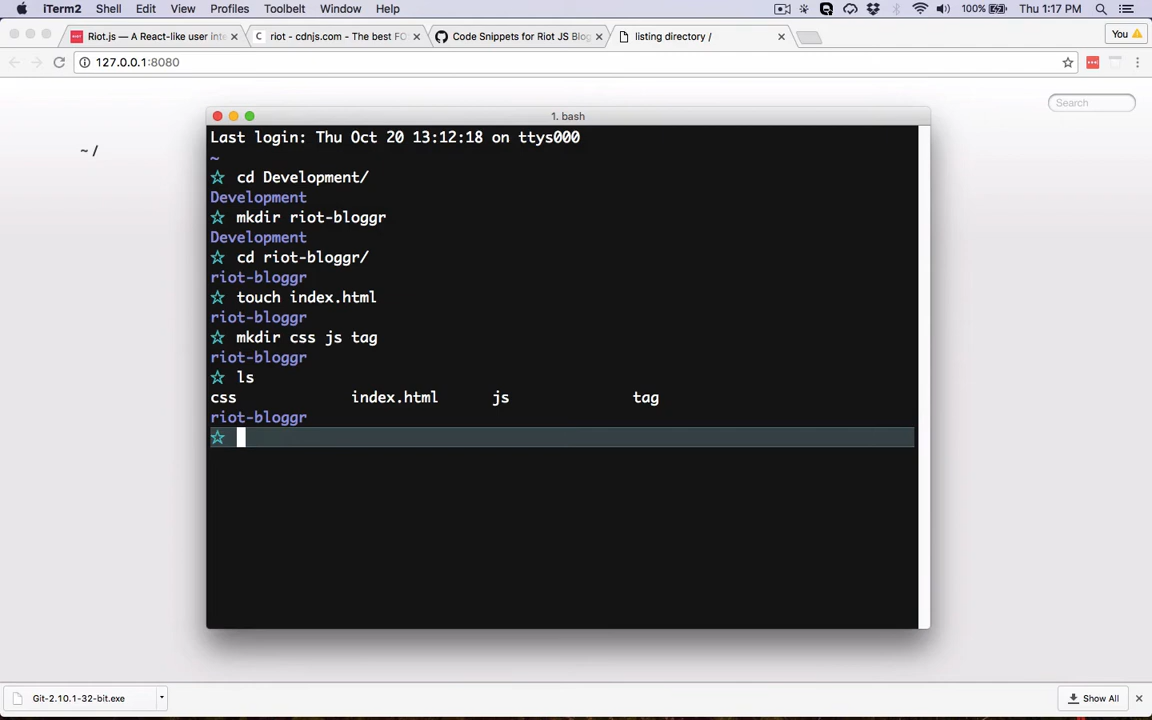 iTerm2 Shell Edit View Profiles Toolbelt Window Help 100% Thu 1:17 PM
Riot.js — A React-like user inte
riot - cdnjs.com - The best FO
Code Snippets for Riot JS Blog
listing directory /
You
127.0.0.1:8080
Search
~ /
1. bash
Last login: Thu Oct 20 13:12:18 on ttys000
~
☆ cd Development/
Development
☆ mkdir riot-bloggr
Development
☆ cd riot-bloggr/
riot-bloggr
☆ touch index.html
riot-bloggr
☆ mkdir css js tag
riot-bloggr
☆ ls
css index.html js tag
riot-bloggr
☆
Git-2.10.1-32-bit.exe
Show All